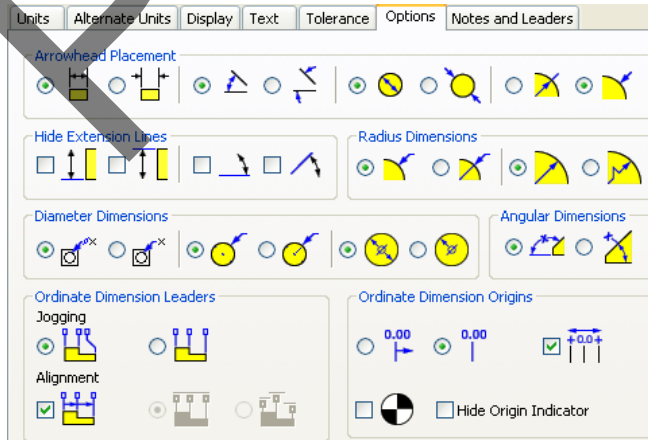 Units Alternate Units Display Text Tolerance Options Notes and Leaders
Arrowhead Placement
Hide Extension Lines Radius Dimensions
Diameter Dimensions Angular Dimensions
Ordinate Dimension Leaders Ordinate Dimension Origins
Jogging
0.00 0.00 +0.0+
Alignment
Hide Origin Indicator